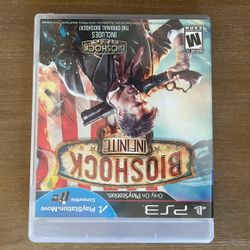 PS3
Only On PlayStation
PlayStation.Move
Compatible
BIOSHOCK
INFINITE
INCLUDES
THE ORIGINAL BIOSHOCK!
BIOSHOCK
M